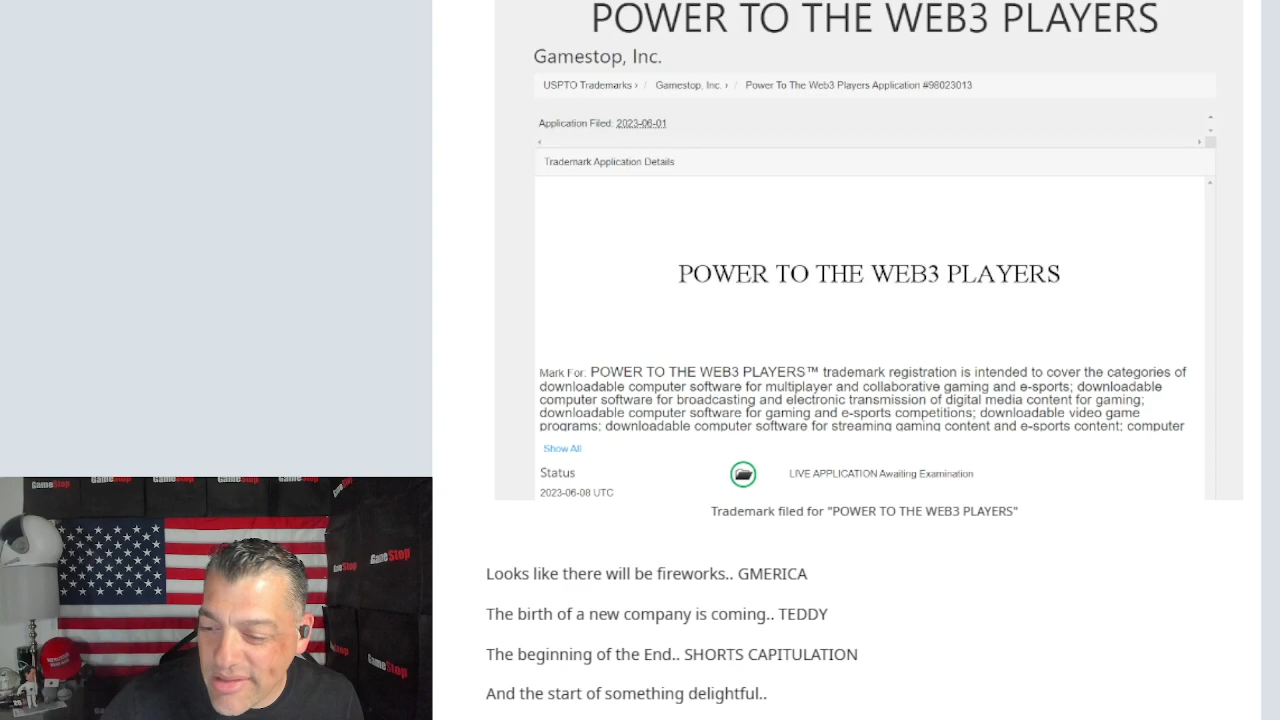 POWER TO THE WEB3 PLAYERS
Gamestop, Inc.
USPTO Trademarks › / Gamestop, Inc. › / Power To The Web3 Players Application #98023013
Application Filed: 2023-06-01
Trademark Application Details
POWER TO THE WEB3 PLAYERS
Mark For: POWER TO THE WEB3 PLAYERS™ trademark registration is intended to cover the categories of
downloadable computer software for multiplayer and collaborative gaming and e-sports; downloadable
computer software for broadcasting and electronic transmission of digital media content for gaming;
downloadable computer software for gaming and e-sports competitions; downloadable video game
programs; downloadable computer software for streaming gaming content and e-sports content; computer
Show All
Status
LIVE APPLICATION Awaiting Examination
2023-06-08 UTC
Trademark filed for "POWER TO THE WEB3 PLAYERS"
Looks like there will be fireworks.. GMERICA
The birth of a new company is coming.. TEDDY
The beginning of the End.. SHORTS CAPITULATION
And the start of something delightful..
GameStop
GameStop
GameStop
GameStop
GameStop
GameStop
GameStop
GameStop